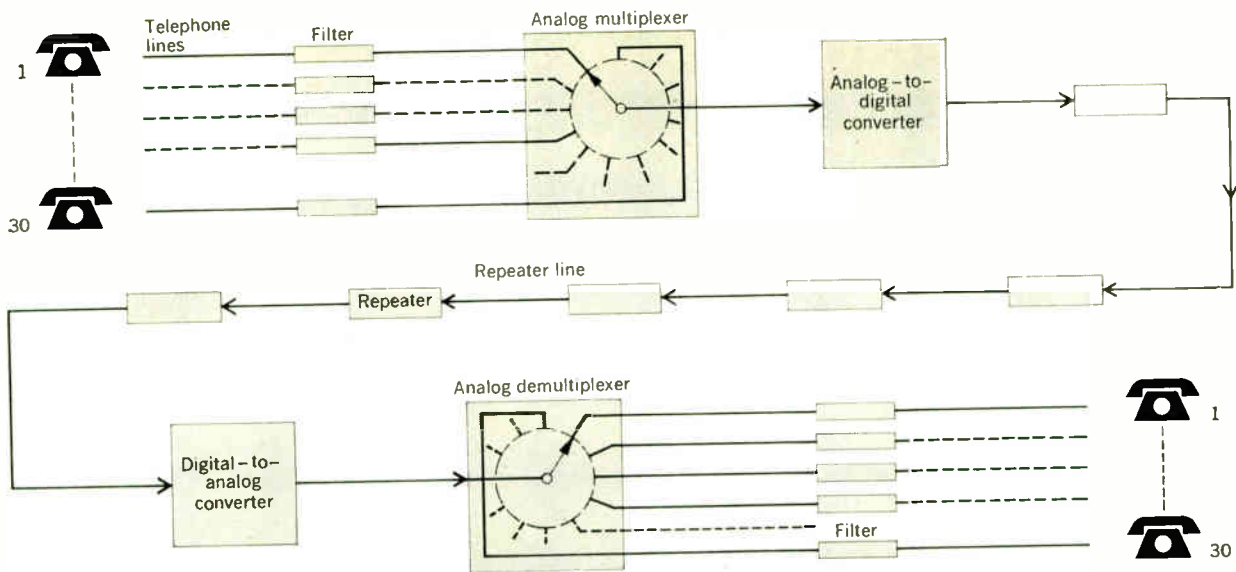 Telephone
lines
Filter
Analog multiplexer
1
30
Analog-to-
digital
converter
Repeater line
Repeater
Analog demultiplexer
Digital-to-
analog
converter
Filter
1
30